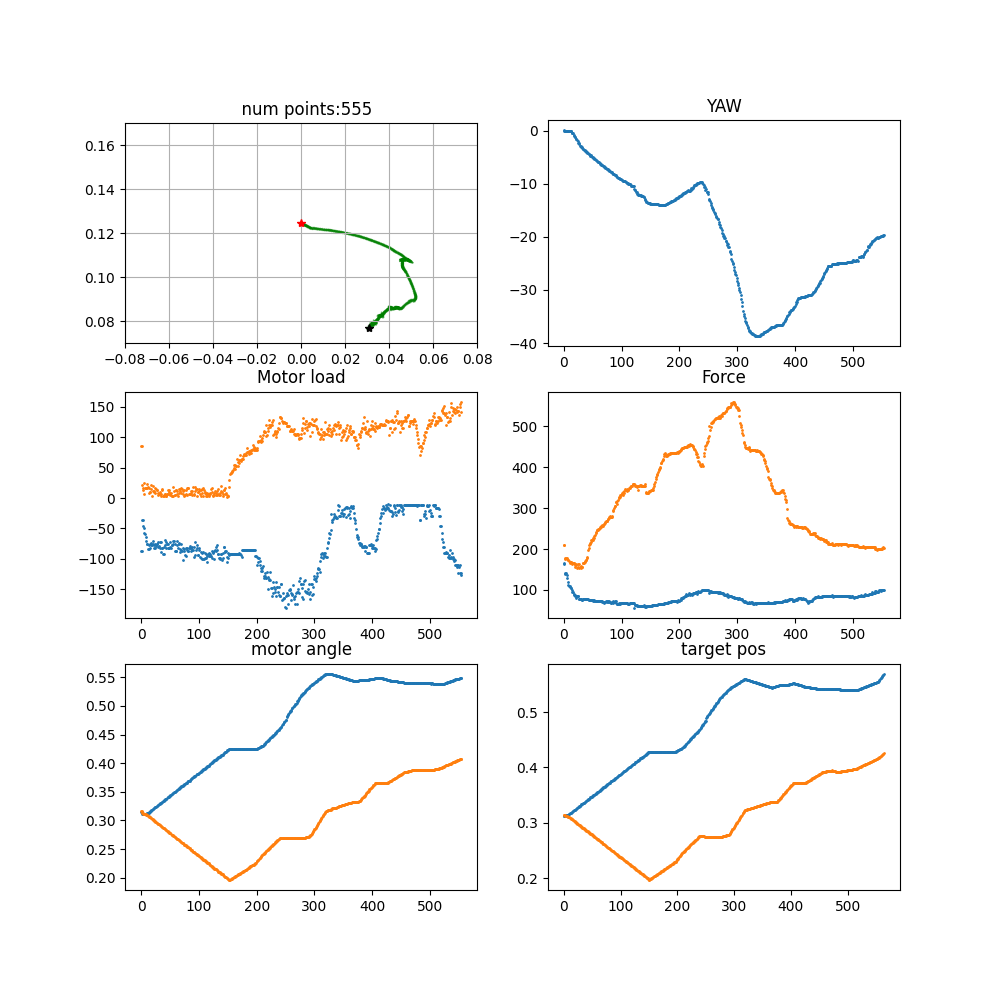 num points:555
YAW
0.16
0.14
0.12
0.10
0.08
−0.08 −0.06 −0.04 −0.02 0.00 0.02 0.04 0.06 0.08
0
−10
−20
−30
−40
0 100 200 300 400 500
Motor load
Force
150
100
50
0
−50
−100
−150
0 100 200 300 400 500
500
400
300
200
100
0 100 200 300 400 500
motor angle
target pos
0.55
0.50
0.45
0.40
0.35
0.30
0.25
0.20
0 100 200 300 400 500
0.5
0.4
0.3
0.2
0 100 200 300 400 500